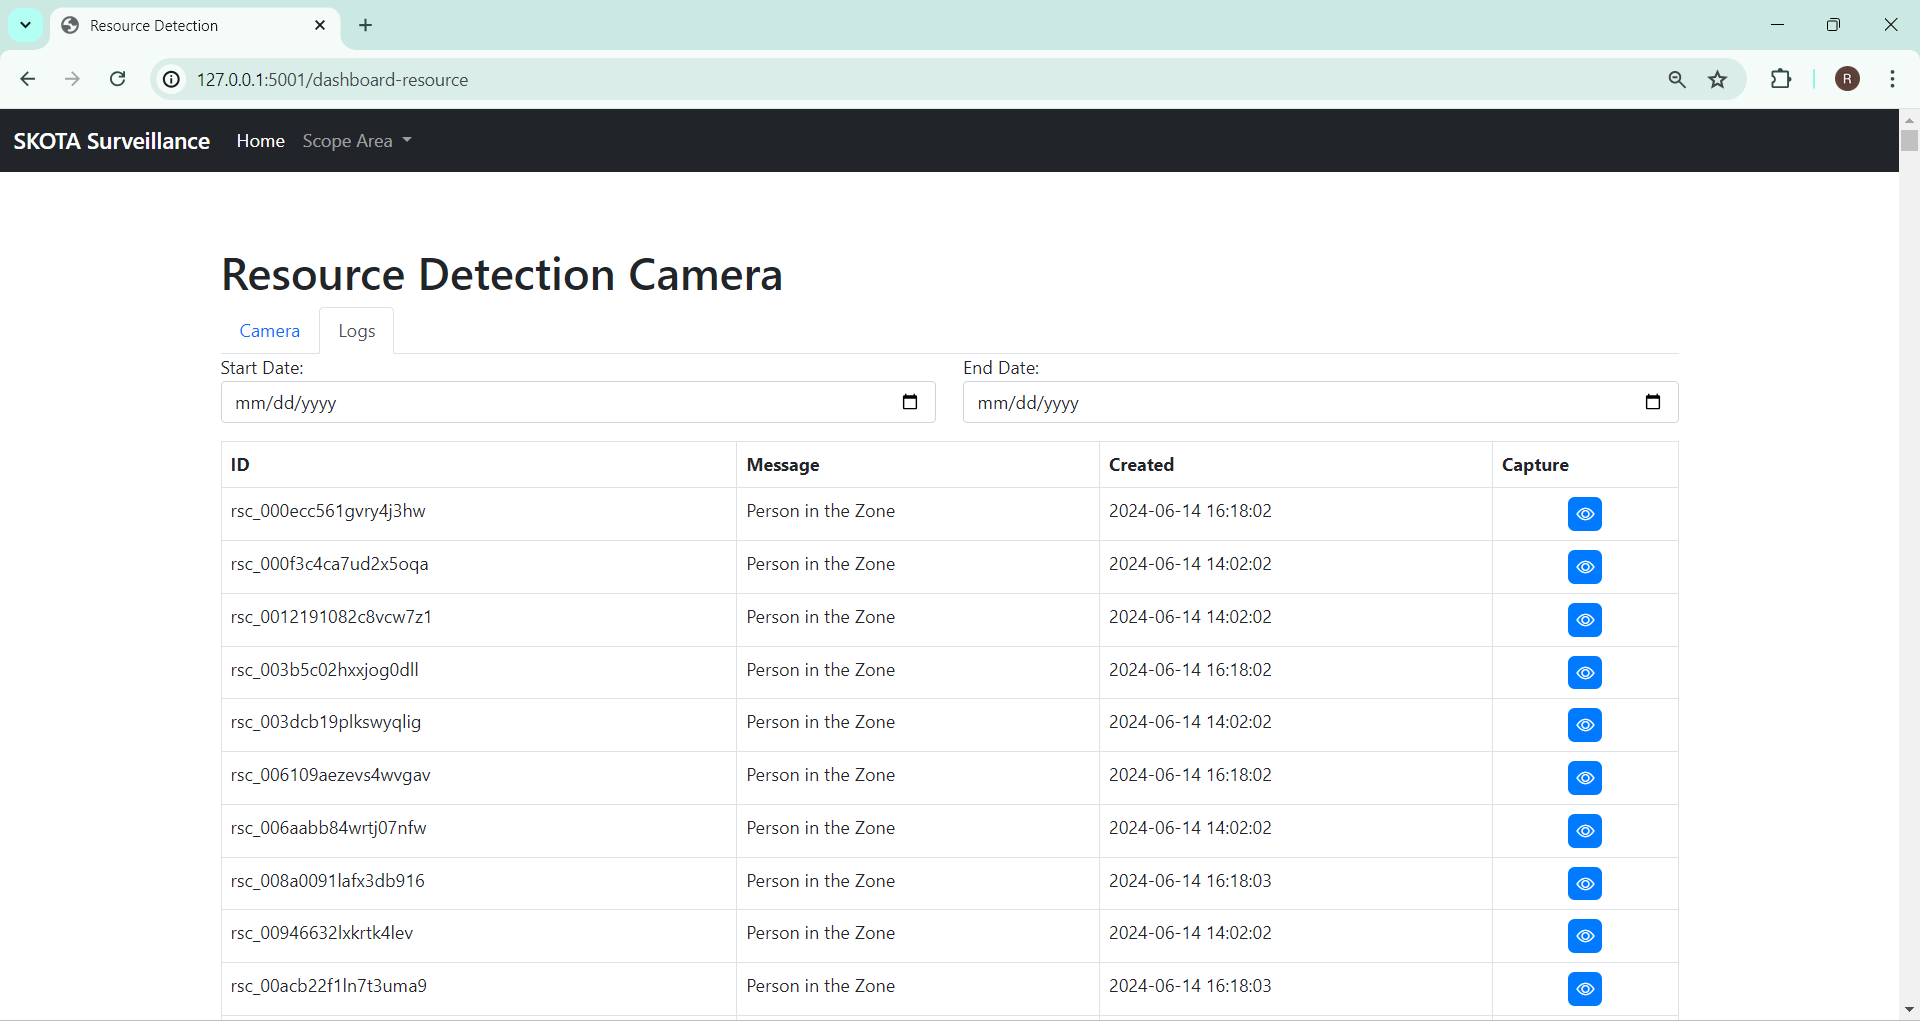 Resource Detection
127.0.0.1:5001/dashboard-resource
R
SKOTA Surveillance Home Scope Area
Resource Detection Camera
Camera Logs
Start Date: End Date:
mm/dd/yyyy mm/dd/yyyy
ID Message Created Capture
rsc_000ecc561gvry4j3hw Person in the Zone 2024-06-14 16:18:02
rsc_000f3c4ca7ud2x5oqa Person in the Zone 2024-06-14 14:02:02
rsc_0012191082c8vcw7z1 Person in the Zone 2024-06-14 14:02:02
rsc_003b5c02hxxjog0dll Person in the Zone 2024-06-14 16:18:02
rsc_003dcb19plkswyqlig Person in the Zone 2024-06-14 14:02:02
rsc_006109aezevs4wvgav Person in the Zone 2024-06-14 16:18:02
rsc_006aabb84wrtj07nfw Person in the Zone 2024-06-14 14:02:02
rsc_008a0091lafx3db916 Person in the Zone 2024-06-14 16:18:03
rsc_00946632lxkrtk4lev Person in the Zone 2024-06-14 14:02:02
rsc_00acb22f1ln7t3uma9 Person in the Zone 2024-06-14 16:18:03